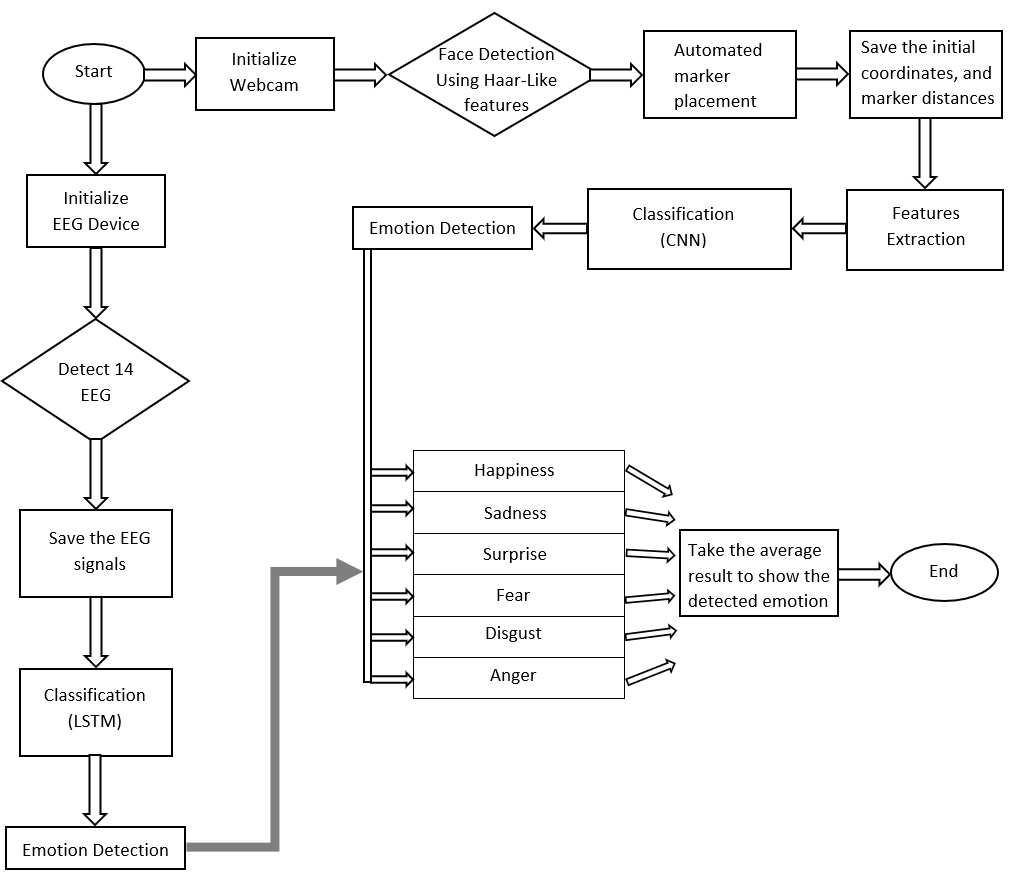 Start
Initialize
Webcam
Face Detection
Using Haar-Like
features
Automated
marker
placement
Save the initial
coordinates, and
marker distances
Initialize
EEG Device
Emotion Detection
Classification
(CNN)
Features
Extraction
Detect 14
EEG
Save the EEG
signals
Classification
(LSTM)
Emotion Detection
Happiness
Sadness
Surprise
Fear
Disgust
Anger
Take the average
result to show the
detected emotion
End